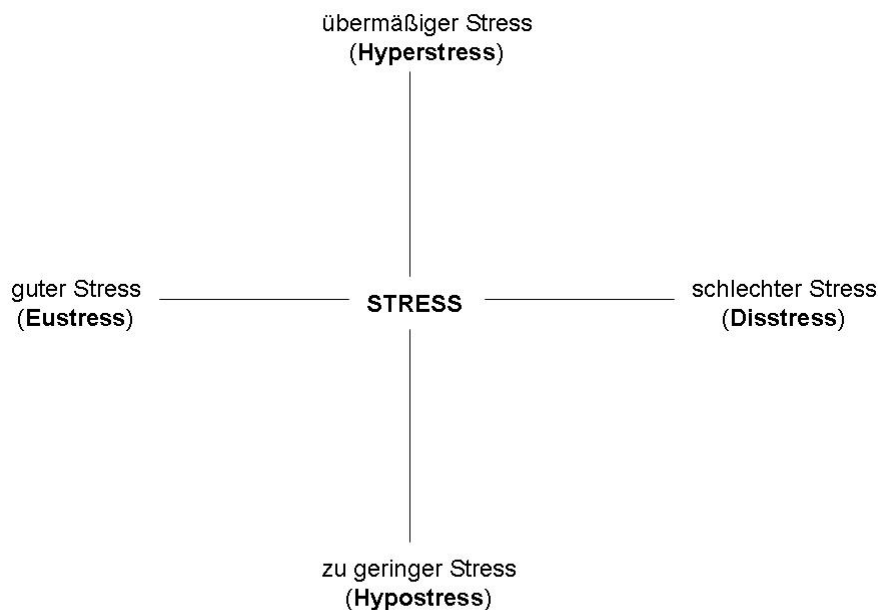 übermäßiger Stress
(Hyperstress)
guter Stress
(Eustress)
STRESS
schlechter Stress
(Disstress)
zu geringer Stress
(Hypostress)